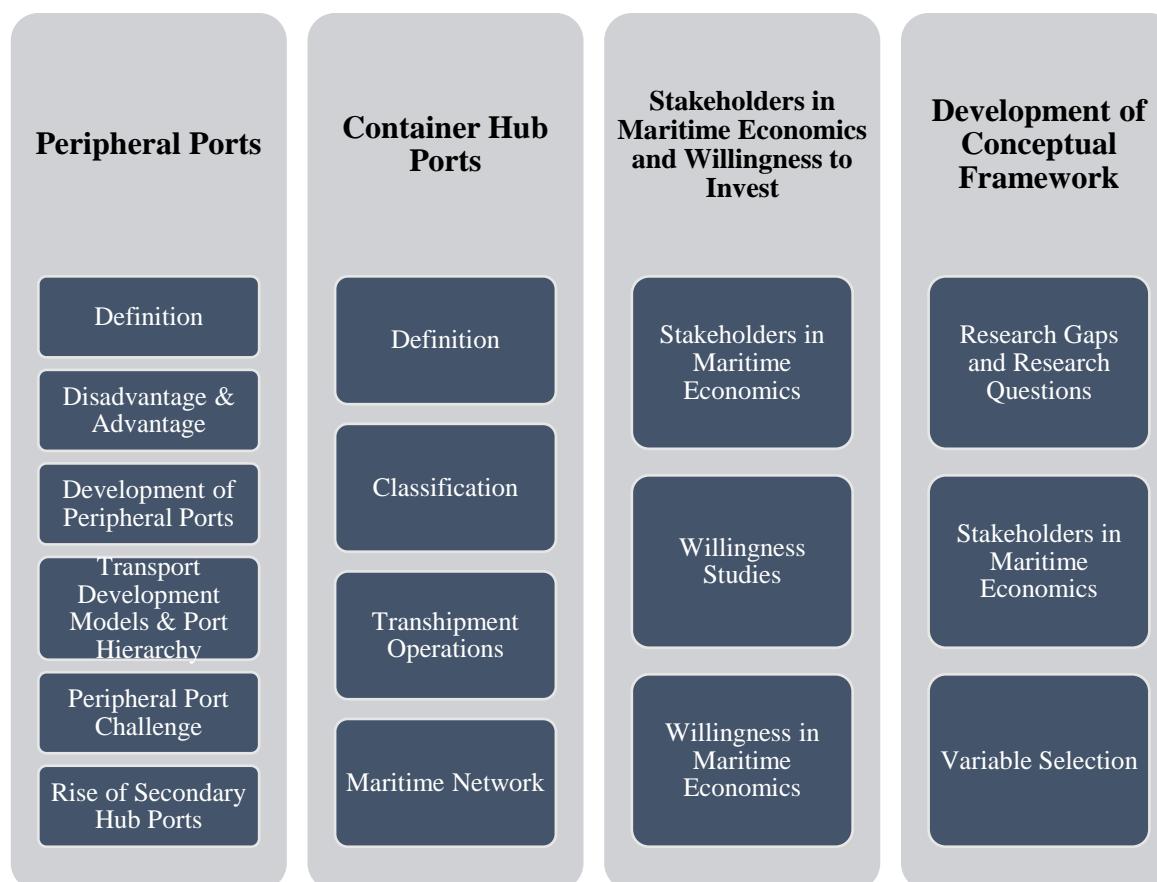 Peripheral Ports
Definition
Disadvantage &
Advantage
Development of
Peripheral Ports
Transport
Development
Models & Port
Hierarchy
Peripheral Port
Challenge
Rise of Secondary
Hub Ports
Container Hub
Ports
Definition
Classification
Transhipment
Operations
Maritime Network
Stakeholders in
Maritime Economics
and Willingness to
Invest
Stakeholders in
Maritime
Economics
Willingness
Studies
Willingness in
Maritime
Economics
Development of
Conceptual
Framework
Research Gaps
and Research
Questions
Stakeholders in
Maritime
Economics
Variable Selection